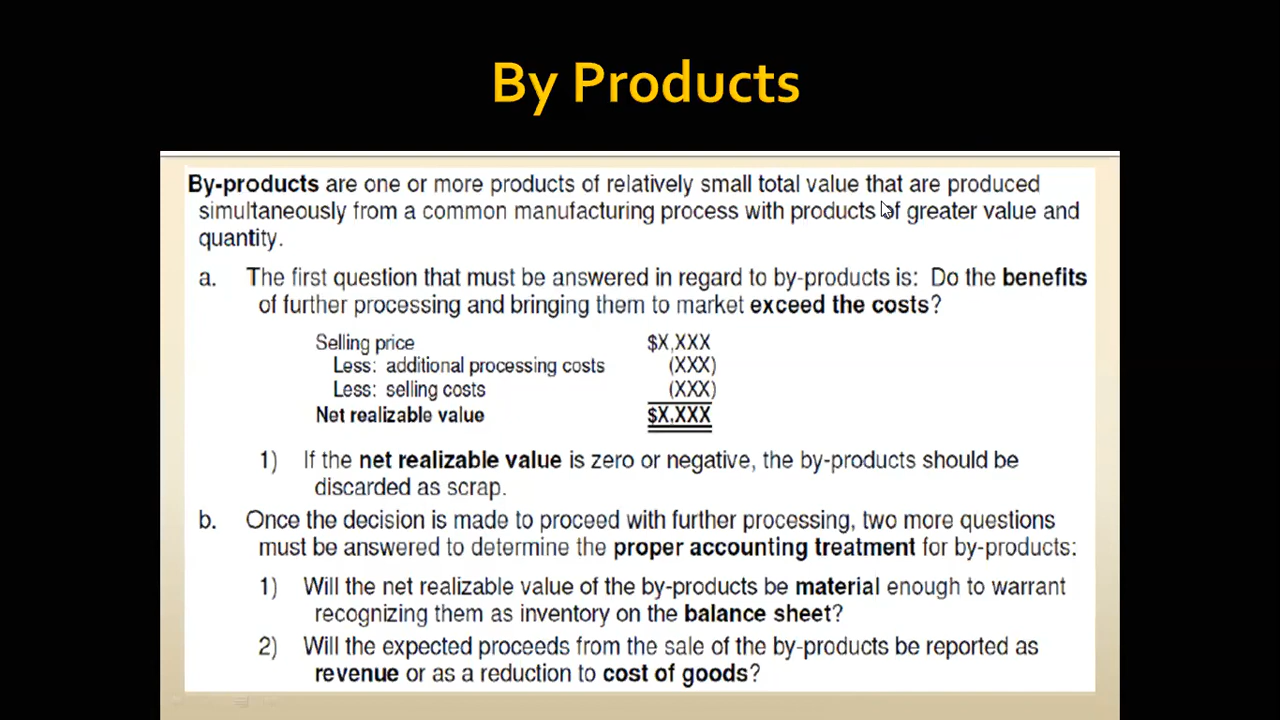 By Products
By-products are one or more products of relatively small total value that are produced
simultaneously from a common manufacturing process with products of greater value and
quantity.
a. The first question that must be answered in regard to by-products is: Do the benefits
of further processing and bringing them to market exceed the costs?
Selling price $X,XXX
Less: additional processing costs (XXX)
Less: selling costs (XXX)
Net realizable value $X,XXX
1) If the net realizable value is zero or negative, the by-products should be
discarded as scrap.
b. Once the decision is made to proceed with further processing, two more questions
must be answered to determine the proper accounting treatment for by-products:
1) Will the net realizable value of the by-products be material enough to warrant
recognizing them as inventory on the balance sheet?
2) Will the expected proceeds from the sale of the by-products be reported as
revenue or as a reduction to cost of goods?